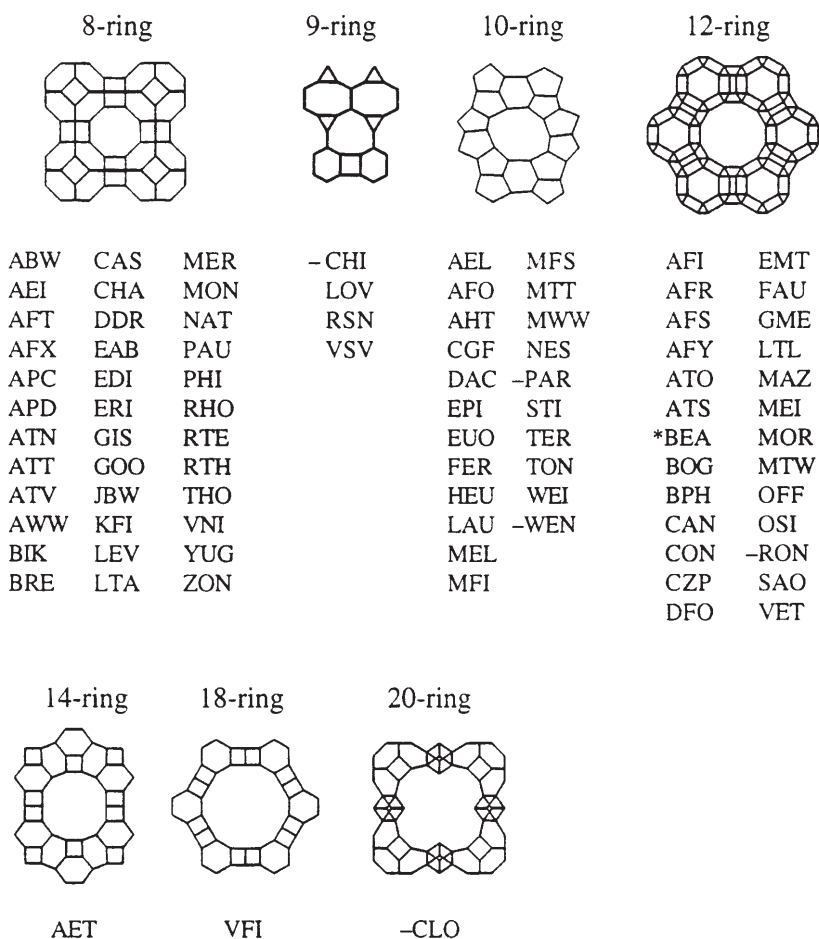 8-ring 9-ring 10-ring 12-ring
ABW CAS MER –CHI AEL MFS AFI EMT
AEI CHA MON LOV AFO MTT AFR FAU
AFT DDR NAT RSN AHT MWW AFS GME
AFX EAB PAU VSV CGF NES AFY LTL
APC EDI PHI DAC –PAR ATO MAZ
APD ERI RHO EPI STI ATS MEI
ATN GIS RTE EUO TER *BEA MOR
ATT GOO RTH FER TON BOG MTW
ATV JBW THO HEU WEI BPH OFF
AWW KFI VNI LAU –WEN CAN OSI
BIK LEV YUG MEL CON –RON
BRE LTA ZON MFI CZP SAO
DFO VET
14-ring 18-ring 20-ring
AET VFI –CLO